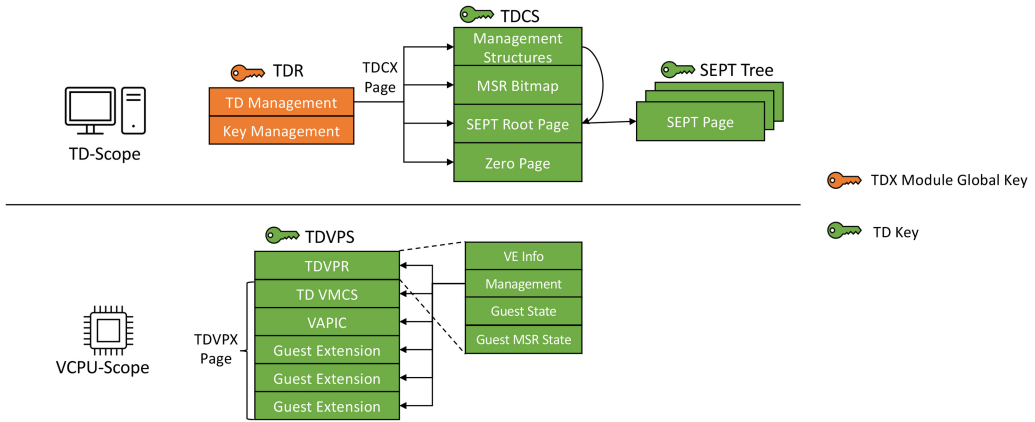 TDCS
Management
Structures
MSR Bitmap
SEPT Root Page
Zero Page
TDR
TD Management
Key Management
TDCX
Page
SEPT Tree
SEPT Page
TD-Scope
TDX Module Global Key
TD Key
TDVPS
TDVPR
TD VMCS
VAPIC
Guest Extension
Guest Extension
Guest Extension
TDVPX
Page
VE Info
Management
Guest State
Guest MSR State
VCPU-Scope